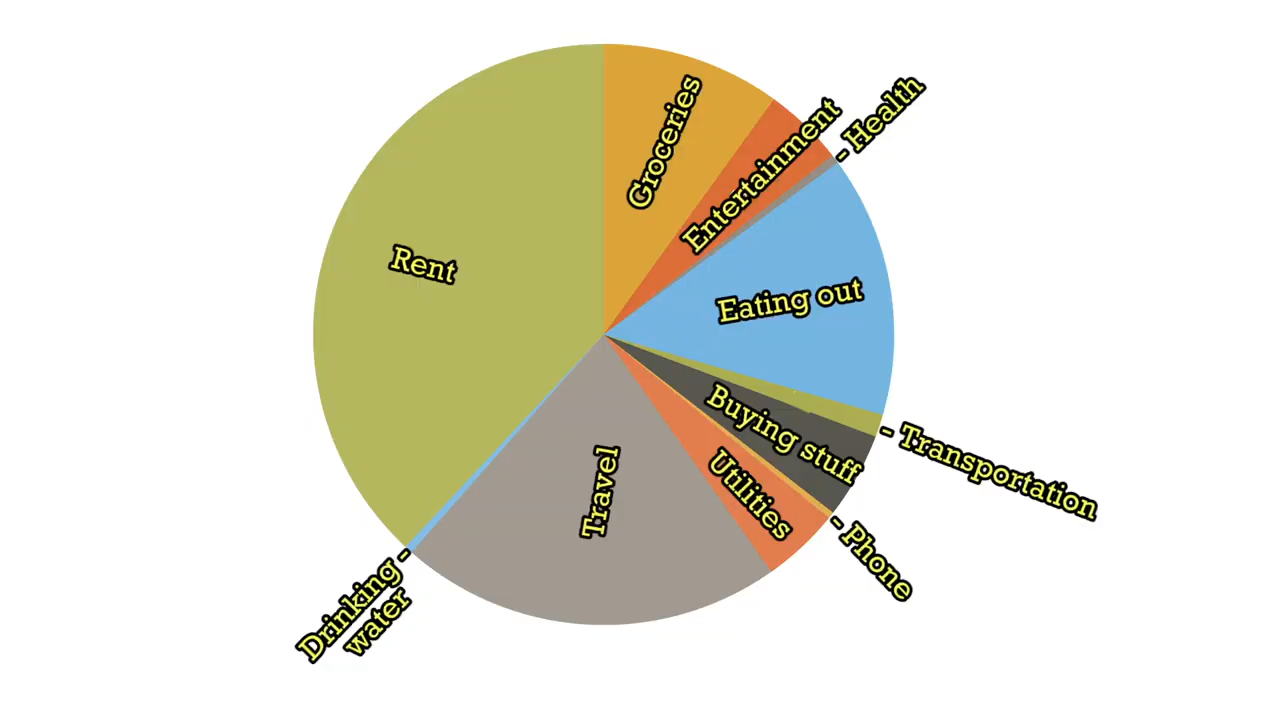 Groceries
Entertainment
- Health
Eating out
- Transportation
Buying stuff
- Phone
Utilities
Travel
Drinking -
water
Rent